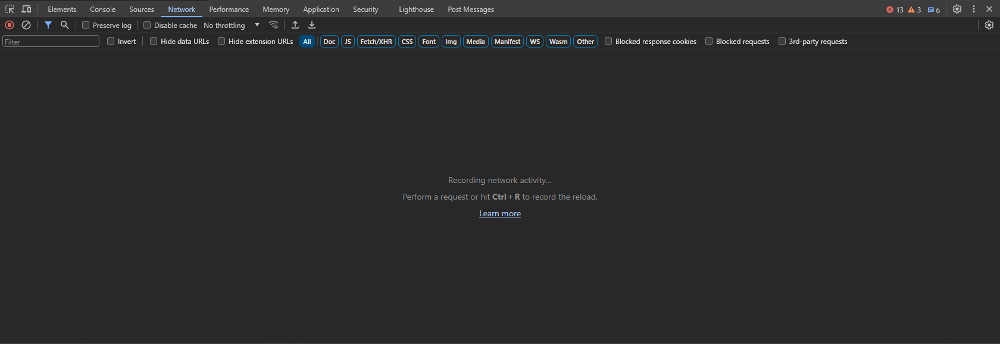 Elements Console Sources Network Performance Memory Application Security Lighthouse Post Messages 13 3 6
Preserve log Disable cache No throttling
Filter Invert Hide data URLs Hide extension URLs All Doc JS Fetch/XHR CSS Font Img Media Manifest WS Wasm Other Blocked response cookies Blocked requests 3rd-party requests
Recording network activity...
Perform a request or hit Ctrl + R to record the reload.
Learn more